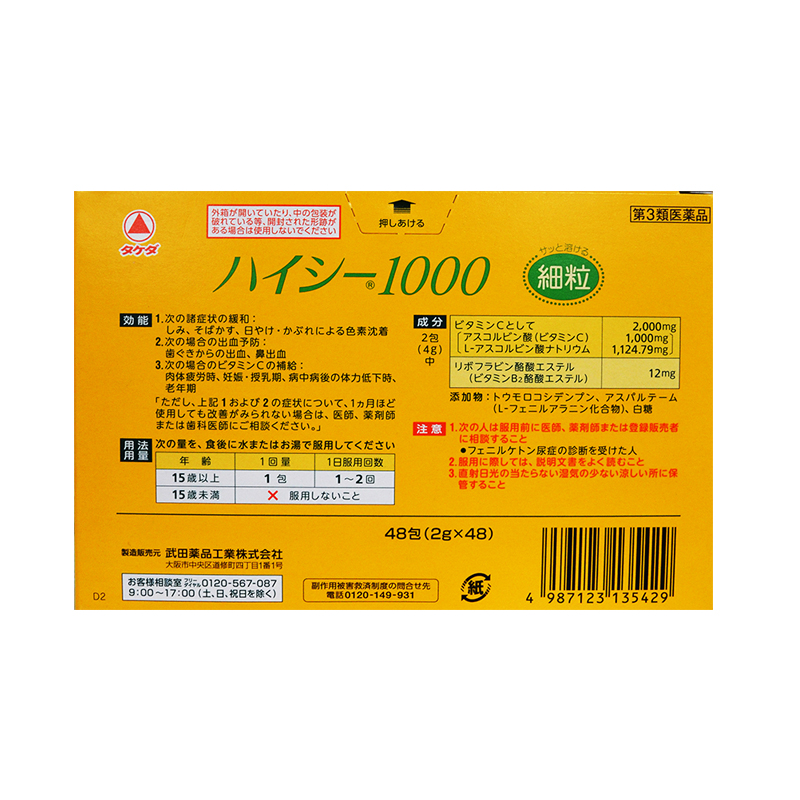 タケダ
外箱が開いていたり、中の包装が
破れている等、開封された形跡が
ある場合は使用しないでください
押しあける
第3類医薬品
ハイシー®1000
サッと溶ける
細粒
効能
1.次の諸症状の緩和：
しみ、そばかす、日やけ・かぶれによる色素沈着
2.次の場合の出血予防：
歯ぐきからの出血、鼻出血
3.次の場合のビタミンCの補給：
肉体疲労時、妊娠・授乳期、病中病後の体力低下時、
老年期
「ただし、上記1および2の症状について、1ヵ月ほど
使用しても改善がみられない場合は、医師、薬剤師
または歯科医師にご相談ください。」
用法
用量
次の量を、食後に水またはお湯で服用してください
年齢 1回量 1日服用回数
15歳以上 1包 1〜2回
15歳未満 ✕ 服用しないこと
成分
2包
(4g)
中
ビタミンCとして 2,000mg
アスコルビン酸(ビタミンC) 1,000mg
L-アスコルビン酸ナトリウム 1,124.79mg
リボフラビン酪酸エステル 12mg
(ビタミンB₂酪酸エステル)
添加物：トウモロコシデンプン、アスパルテーム
(L-フェニルアラニン化合物)、白糖
注意
1.次の人は服用前に医師、薬剤師または登録販売者
に相談すること
●フェニルケトン尿症の診断を受けた人
2.服用に際しては、説明文書をよく読むこと
3.直射日光の当たらない湿気の少ない涼しい所に保
管すること
48包(2g×48)
製造販売元 武田薬品工業株式会社
大阪市中央区道修町四丁目1番1号
お客様相談室 フリーダイヤル 0120-567-087
9:00〜17:00(土、日、祝日を除く)
副作用被害救済制度の問合せ先
電話0120-149-931
紙
D2
4 987123 135429